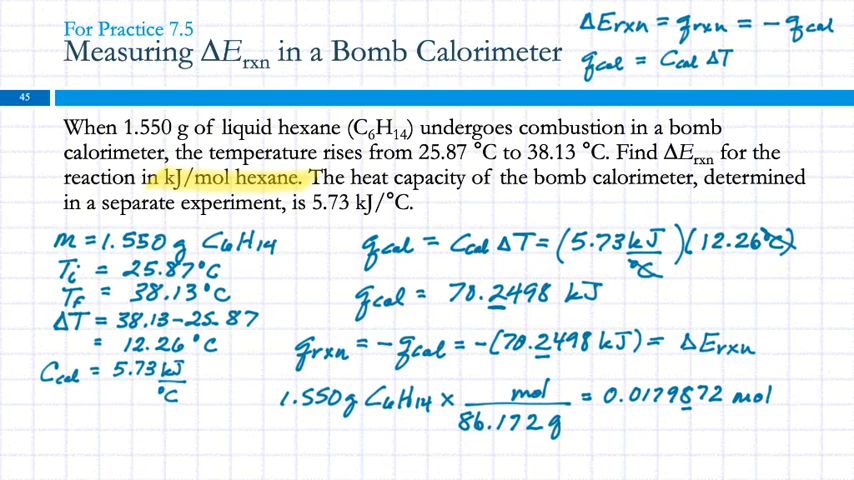 For Practice 7.5
Measuring ΔE_rxn in a Bomb Calorimeter
ΔErxn = qrxn = -qcal
qcal = Ccal ΔT
45
When 1.550 g of liquid hexane (C₆H₁₄) undergoes combustion in a bomb
calorimeter, the temperature rises from 25.87 °C to 38.13 °C. Find ΔE_rxn for the
reaction in kJ/mol hexane. The heat capacity of the bomb calorimeter, determined
in a separate experiment, is 5.73 kJ/°C.
m = 1.550 g C6H14
Ti = 25.87°C
TF = 38.13°C
ΔT = 38.13-25.87
= 12.26°C
Ccal = 5.73 kJ/°C
qcal = Ccal ΔT = (5.73 kJ/°C)(12.26°C)
qcal = 70.2498 kJ
qrxn = -qcal = -(70.2498 kJ) = ΔErxn
1.550g C6H14 × mol/86.172g = 0.0179872 mol